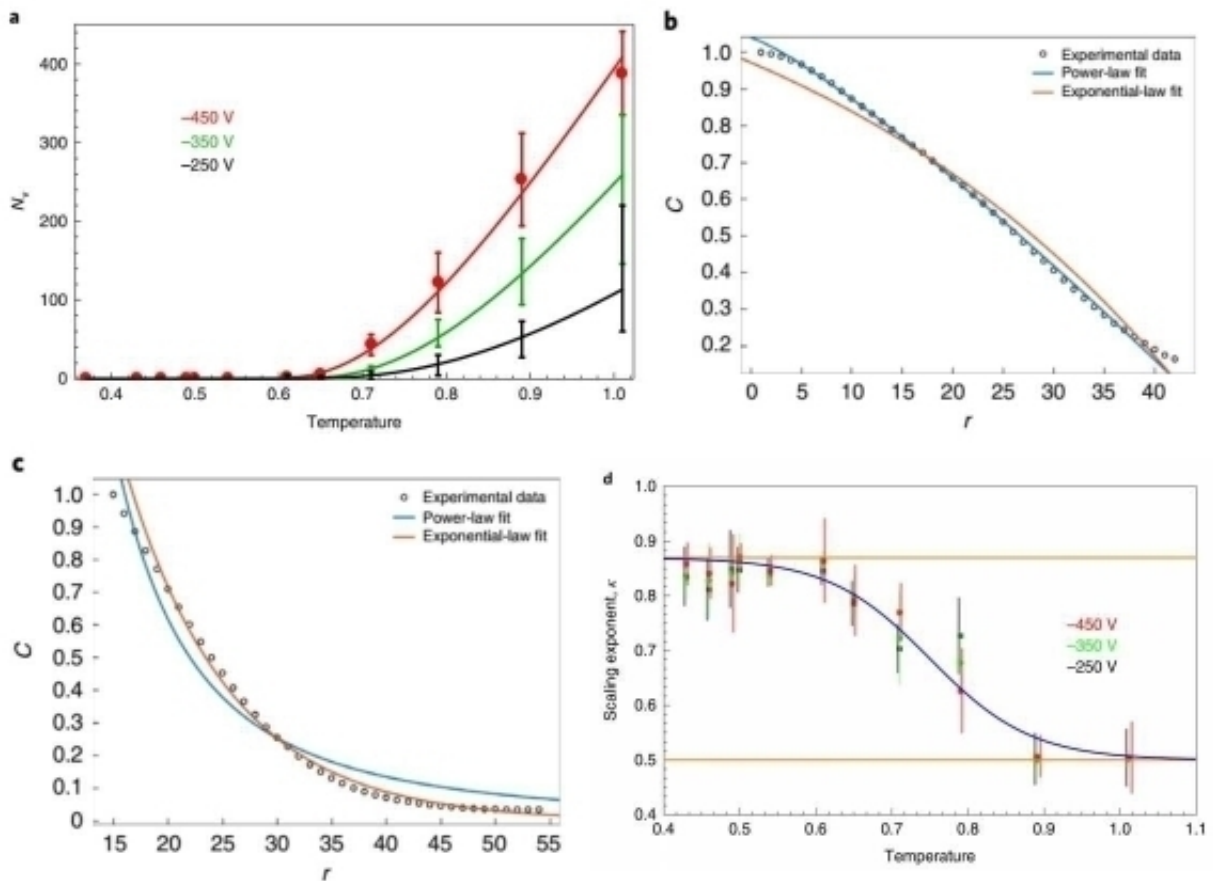 a
400
300
200
100
0
N_v
–450 V
–350 V
–250 V
0.4 0.5 0.6 0.7 0.8 0.9 1.0
Temperature
b
1.0
0.9
0.8
0.7
0.6
0.5
0.4
0.3
0.2
C
Experimental data
Power-law fit
Exponential-law fit
0 5 10 15 20 25 30 35 40
r
c
1.0
0.9
0.8
0.7
0.6
0.5
0.4
0.3
0.2
0.1
0
C
Experimental data
Power-law fit
Exponential-law fit
15 20 25 30 35 40 45 50 55
r
d
1.0
0.9
0.8
0.7
0.6
0.5
0.4
Scaling exponent, κ
–450 V
–350 V
–250 V
0.4 0.5 0.6 0.7 0.8 0.9 1.0 1.1
Temperature